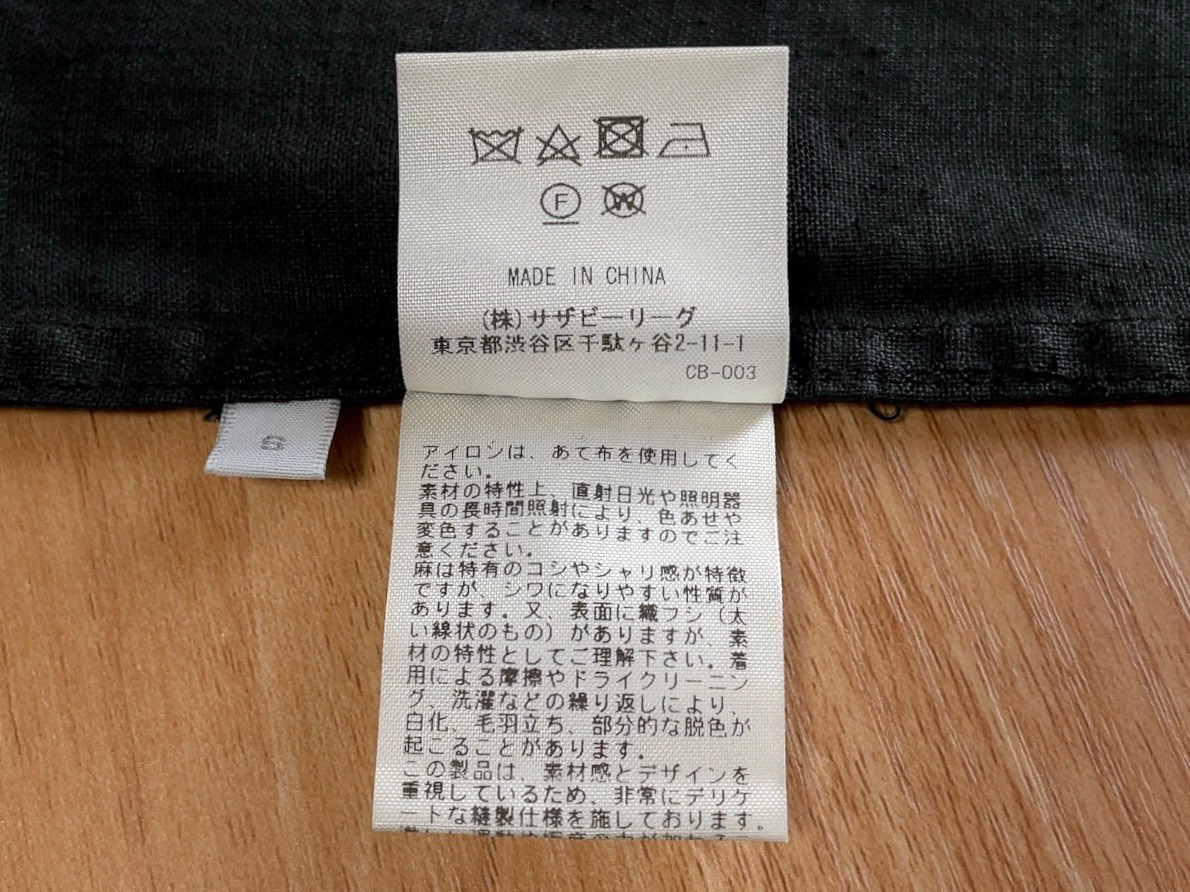 F
W
MADE IN CHINA
(株)サザビーリーグ
東京都渋谷区千駄ヶ谷2-11-1
CB-003
アイロンは、あて布を使用してく
ださい。
素材の特性上、直射日光や照明器
具の長時間照射により、色あせや
変色することがありますのでご注
意ください。
麻は特有のコシやシャリ感が特徴
ですが、シワになりやすい性質が
あります。又、表面に織フシ(太
い線状のもの)がありますが、素
材の特性としてご理解下さい。着
用による摩擦やドライクリーニン
グ、洗濯などの繰り返しにより、
白化、毛羽立ち、部分的な脱色が
起こることがあります。
この製品は、素材感とデザインを
重視しているため、非常にデリケ
ートな縫製仕様を施しております。